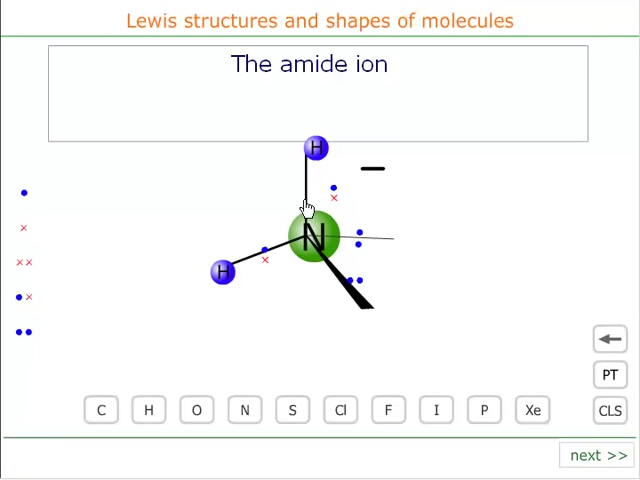 Lewis structures and shapes of molecules
The amide ion
H
N
H
PT
C H O N S Cl F I P Xe CLS
next >>